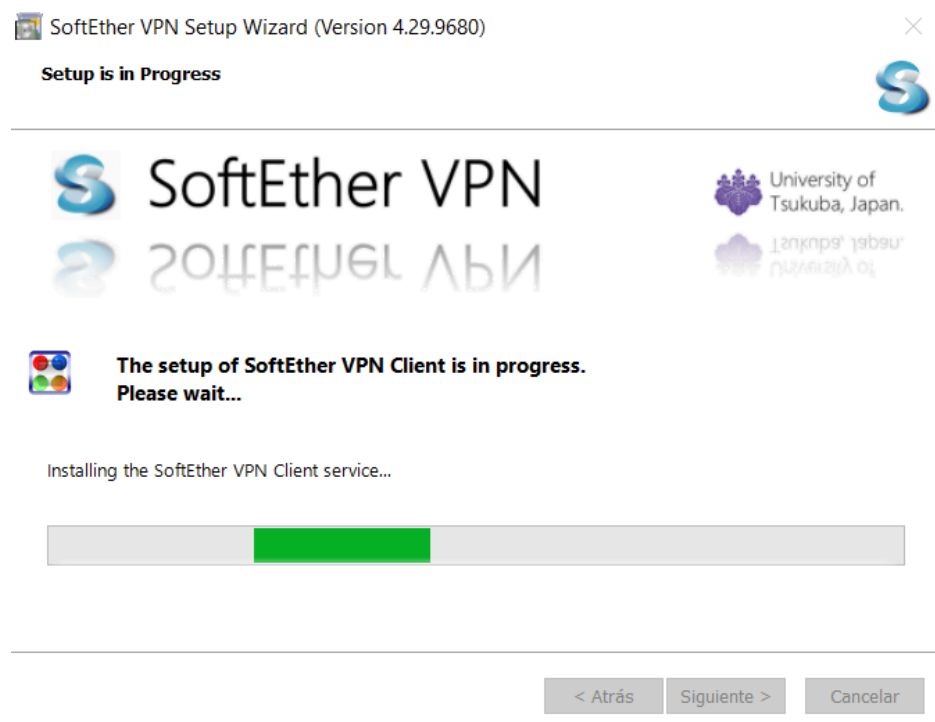 SoftEther VPN Setup Wizard (Version 4.29.9680)
Setup is in Progress
SoftEther VPN
University of
Tsukuba, Japan.
The setup of SoftEther VPN Client is in progress.
Please wait...
Installing the SoftEther VPN Client service...
< Atrás
Siguiente >
Cancelar